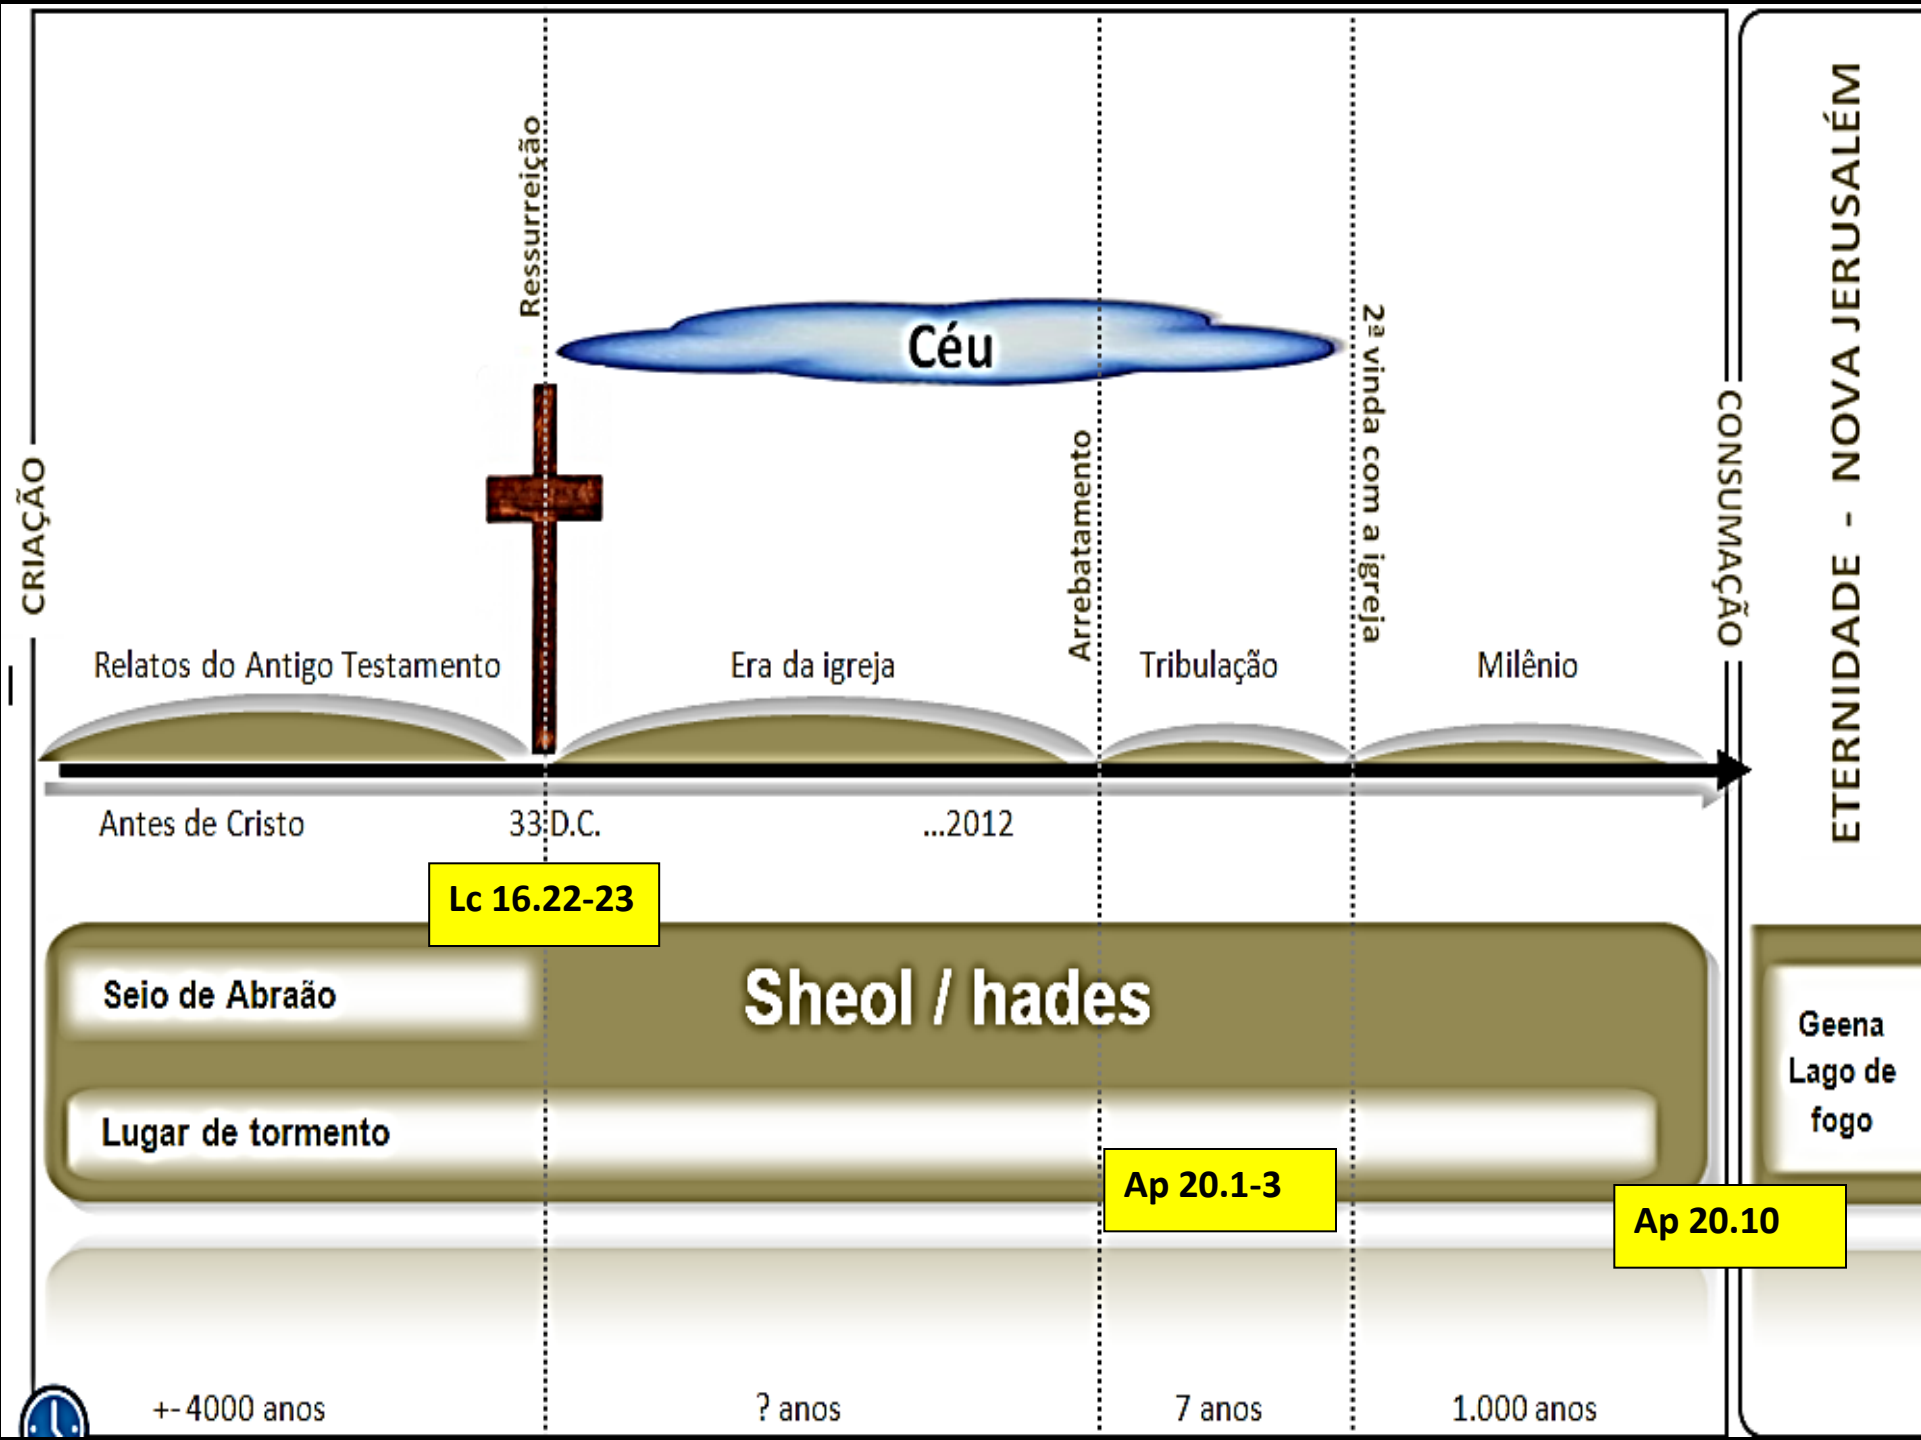 Ressurreição
Céu
2ª vinda com a igreja
Arrebatamento
CRIAÇÃO
CONSUMAÇÃO
ETERNIDADE - NOVA JERUSALÉM
Relatos do Antigo Testamento
Era da igreja
Tribulação
Milênio
Antes de Cristo
33 D.C.
...2012
Lc 16.22-23
Seio de Abraão
Sheol / hades
Lugar de tormento
Geena
Lago de
fogo
Ap 20.1-3
Ap 20.10
+-4000 anos
? anos
7 anos
1.000 anos